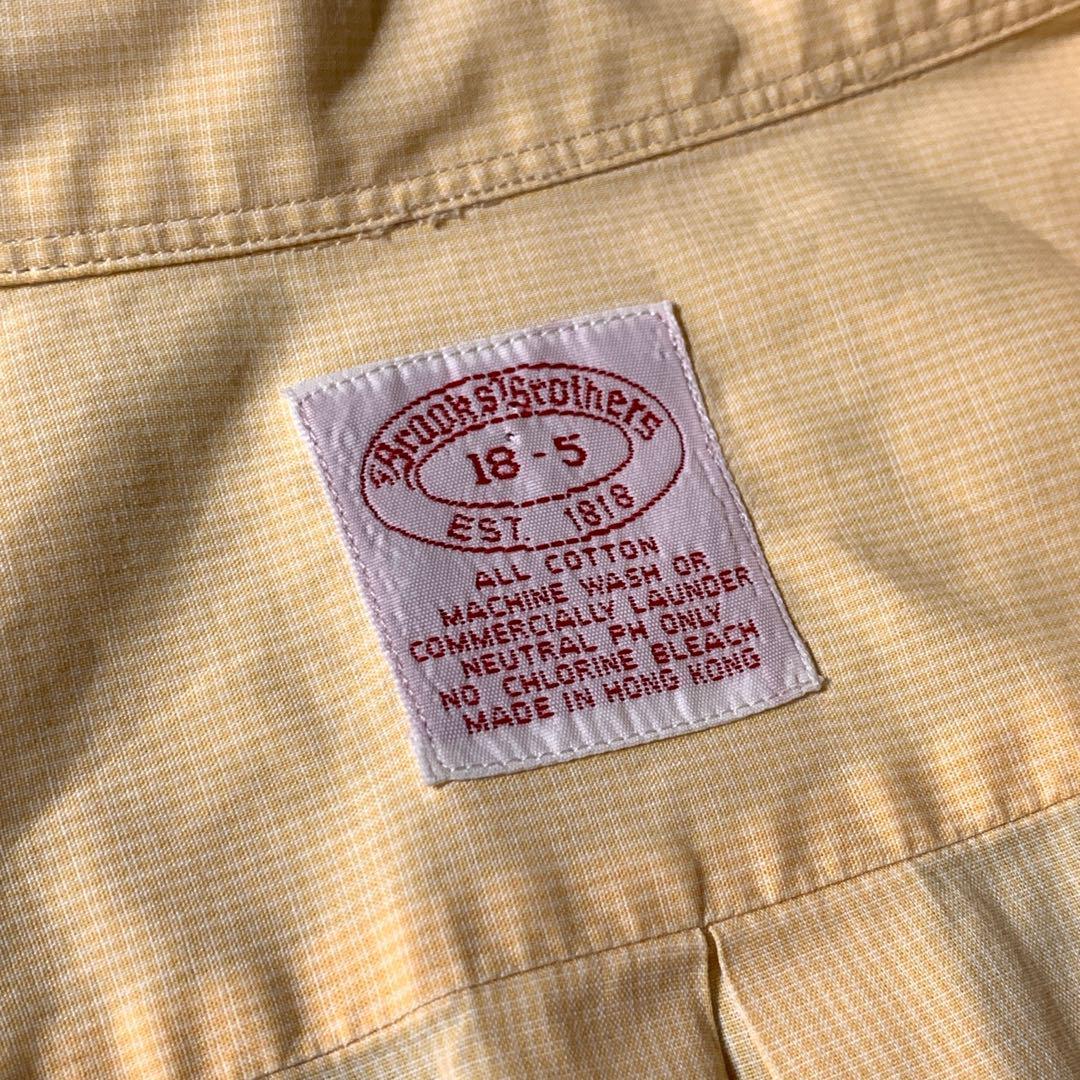 Brooks Brothers
18-5
EST. 1818
ALL COTTON
MACHINE WASH OR
COMMERCIALLY LAUNDER
NEUTRAL PH ONLY
NO CHLORINE BLEACH
MADE IN HONG KONG